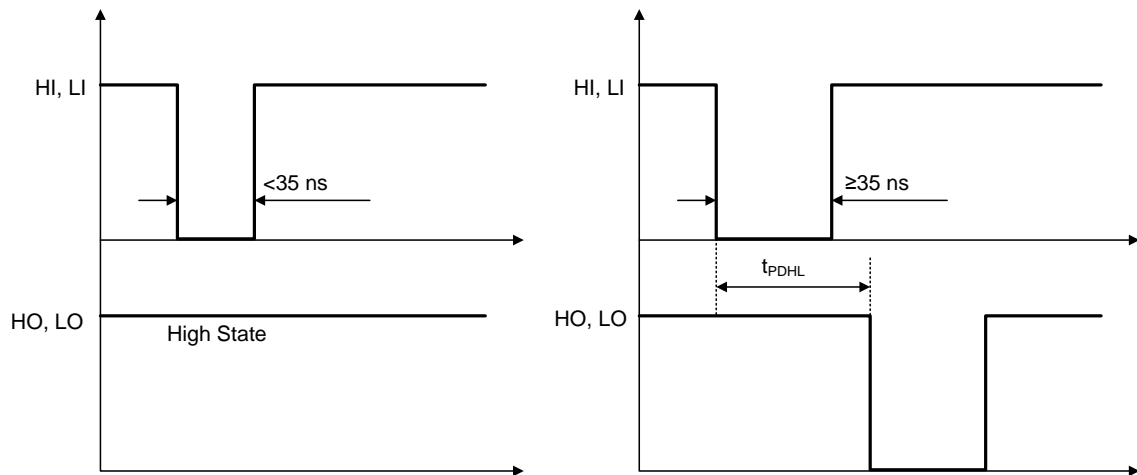 HI, LI
<35 ns
HO, LO
High State
HI, LI
≥35 ns
tPDHL
HO, LO